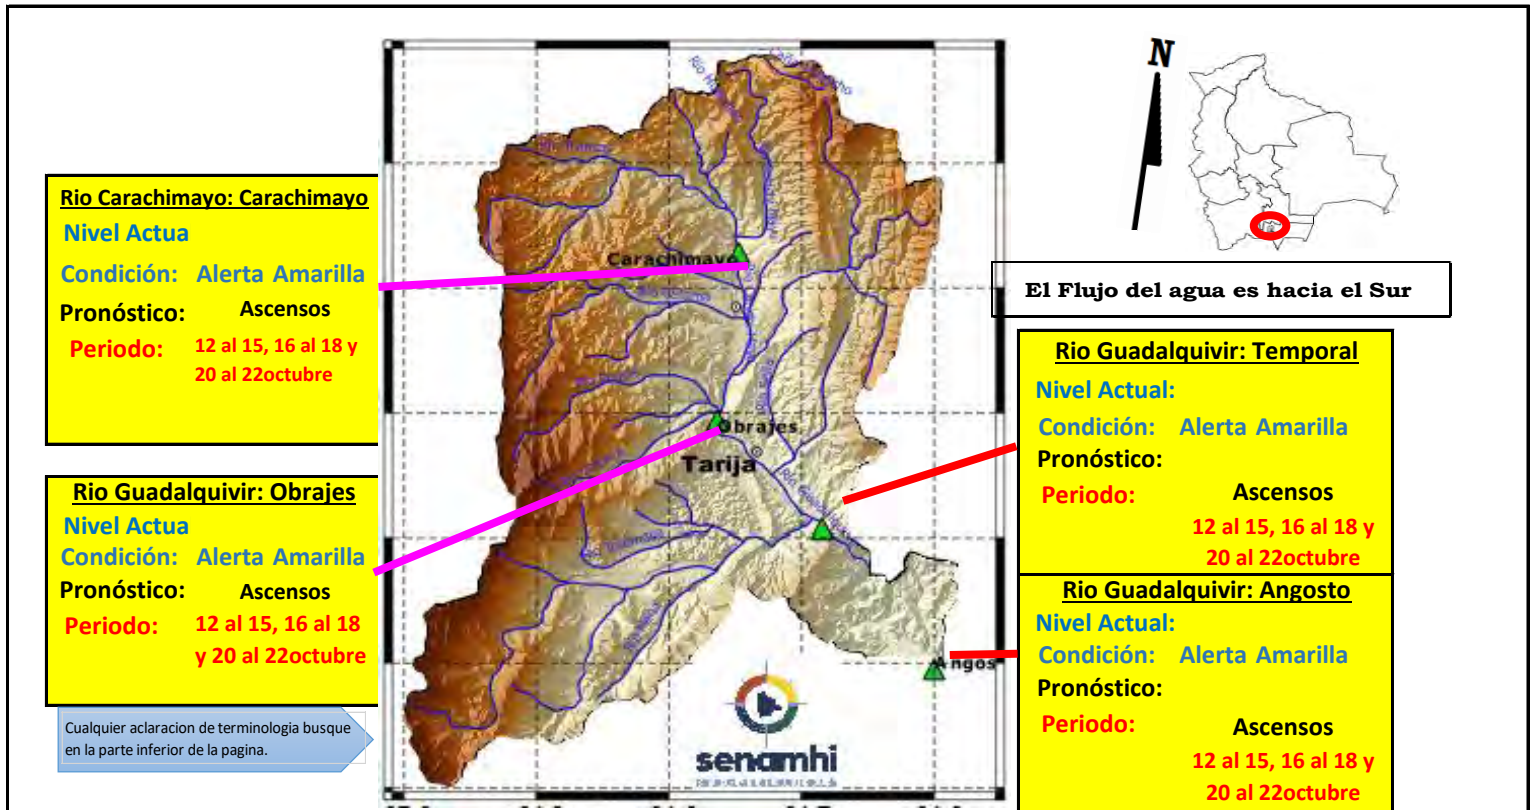 N
El Flujo del agua es hacia el Sur
Rio Carachimayo: Carachimayo
Nivel Actua
Condición: Alerta Amarilla
Pronóstico: Ascensos
Periodo: 12 al 15, 16 al 18 y
20 al 22octubre
Rio Guadalquivir: Obrajes
Nivel Actua
Condición: Alerta Amarilla
Pronóstico: Ascensos
Periodo: 12 al 15, 16 al 18
y 20 al 22octubre
Cualquier aclaracion de terminologia busque
en la parte inferior de la pagina.
Carachimayo
Obrajes
Tarija
Angos
senamhi
Rio Guadalquivir: Temporal
Nivel Actual:
Condición: Alerta Amarilla
Pronóstico:
Periodo: Ascensos
12 al 15, 16 al 18 y
20 al 22octubre
Rio Guadalquivir: Angosto
Nivel Actual:
Condición: Alerta Amarilla
Pronóstico:
Periodo: Ascensos
12 al 15, 16 al 18 y
20 al 22octubre